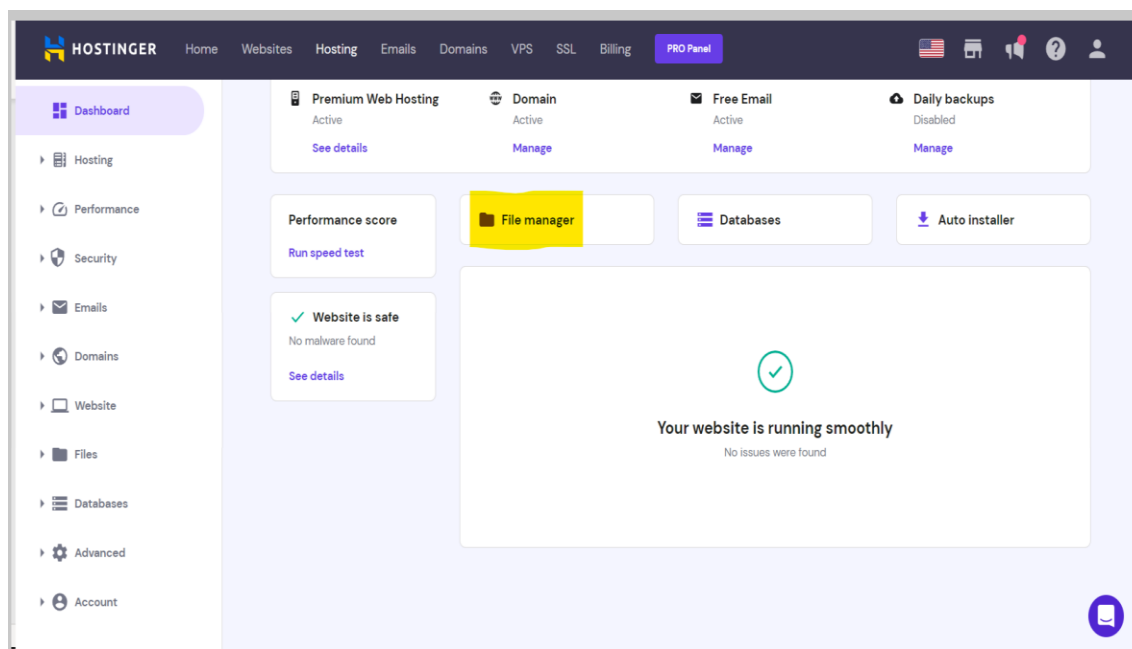 HOSTINGER Home Websites Hosting Emails Domains VPS SSL Billing PRO Panel
Dashboard
Hosting
Performance
Security
Emails
Domains
Website
Files
Databases
Advanced
Account
Premium Web Hosting
Active
See details
Domain
Active
Manage
Free Email
Active
Manage
Daily backups
Disabled
Manage
Performance score
Run speed test
File manager
Databases
Auto installer
Website is safe
No malware found
See details
Your website is running smoothly
No issues were found